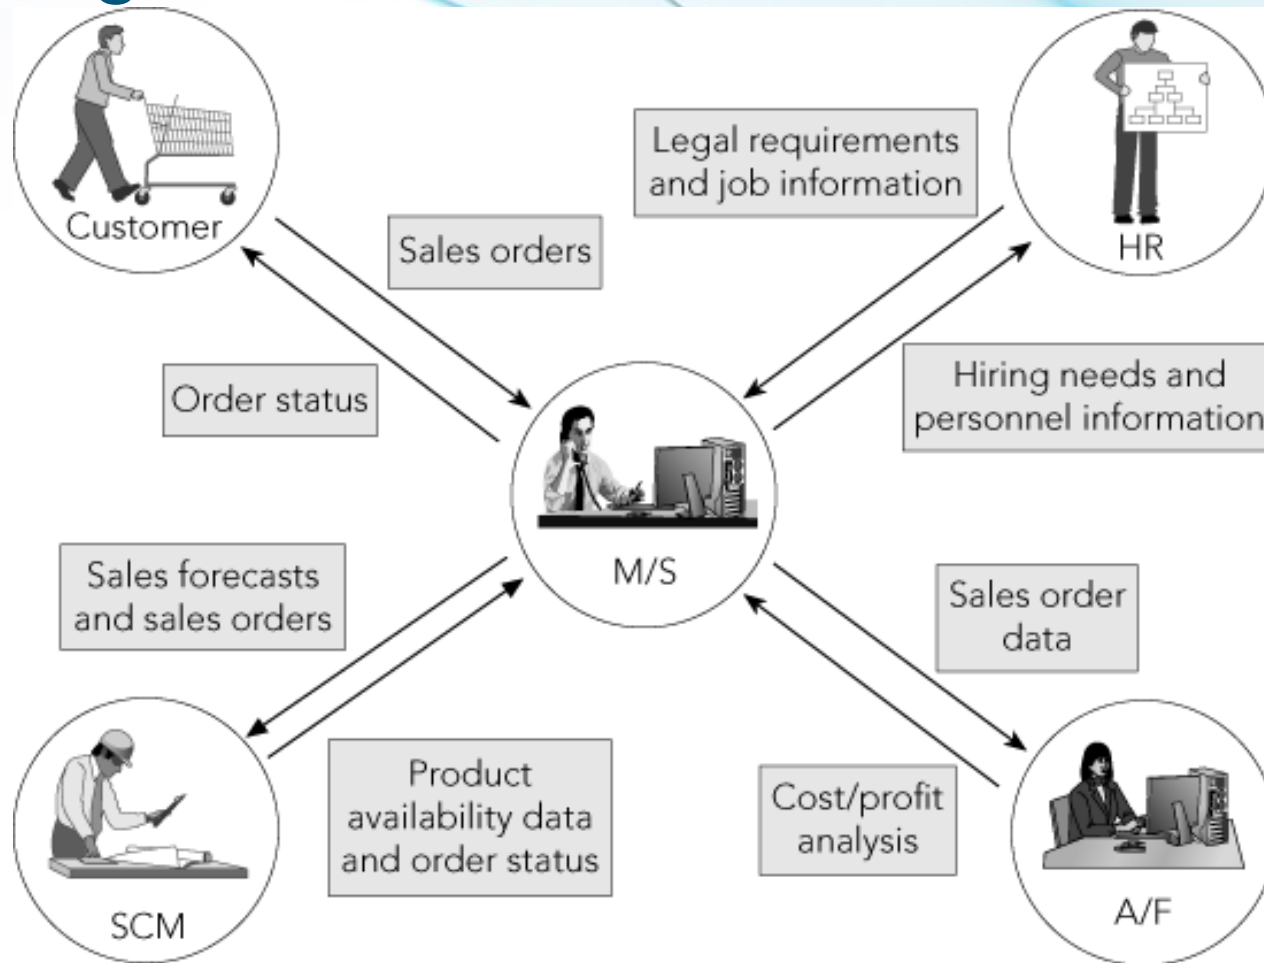 Customer
Sales orders
Order status
Legal requirements
and job information
HR
Hiring needs and
personnel information
M/S
Sales forecasts
and sales orders
SCM
Product
availability data
and order status
Sales order
data
Cost/profit
analysis
A/F